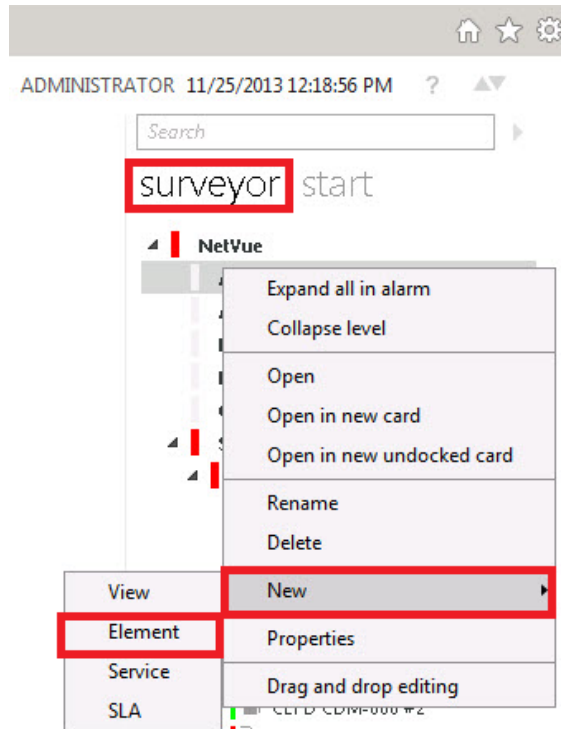 ADMINISTRATOR 11/25/2013 12:18:56 PM ?
Search
surveyor start
NetVue
Expand all in alarm
Collapse level
Open
Open in new card
Open in new undocked card
Rename
Delete
New
Properties
Drag and drop editing
View
Element
Service
SLA